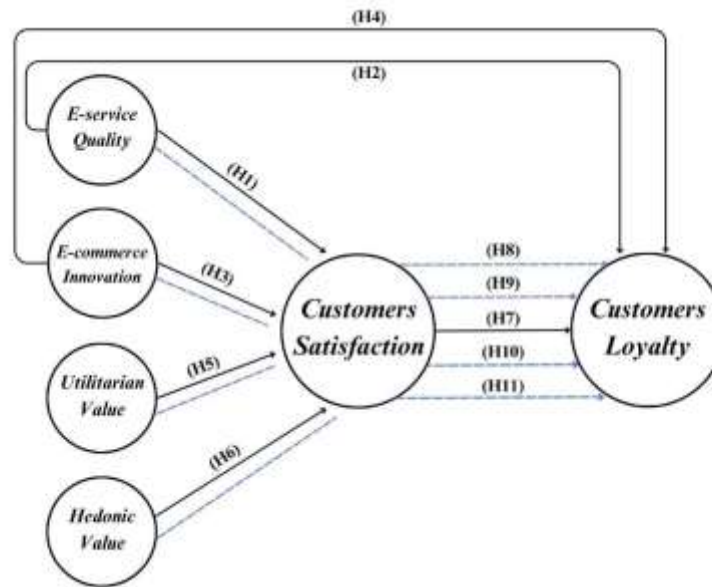 (H4)
(H2)
E-service
Quality
(H1)
E-commerce
Innovation
(H3)
Customers
Satisfaction
(H8)
(H9)
(H7)
(H10)
(H11)
Customers
Loyalty
Utilitarian
Value
(H5)
(H6)
Hedonic
Value